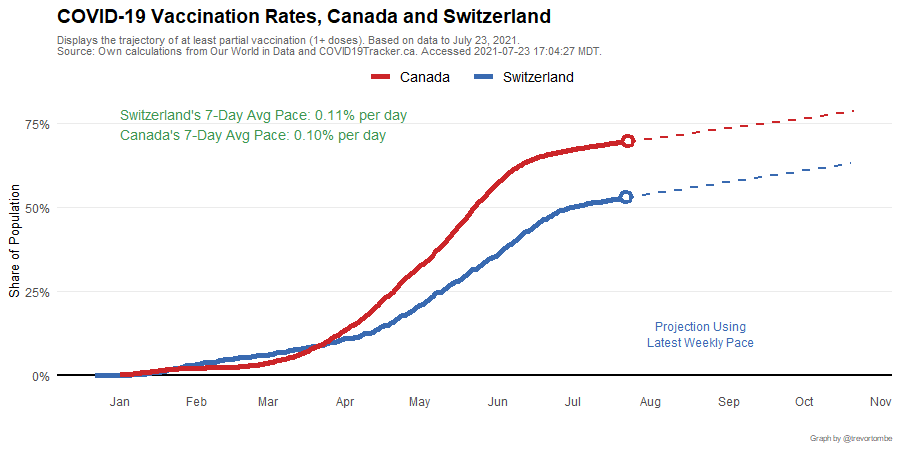 COVID-19 Vaccination Rates, Canada and Switzerland
Displays the trajectory of at least partial vaccination (1+ doses). Based on data to July 23, 2021.
Source: Own calculations from Our World in Data and COVID19Tracker.ca. Accessed 2021-07-23 17:04:27 MDT.
Canada Switzerland
Switzerland's 7-Day Avg Pace: 0.11% per day
Canada's 7-Day Avg Pace: 0.10% per day
75%
50%
25%
0%
Share of Population
Projection Using
Latest Weekly Pace
Jan Feb Mar Apr May Jun Jul Aug Sep Oct Nov
Graph by @trevortombe